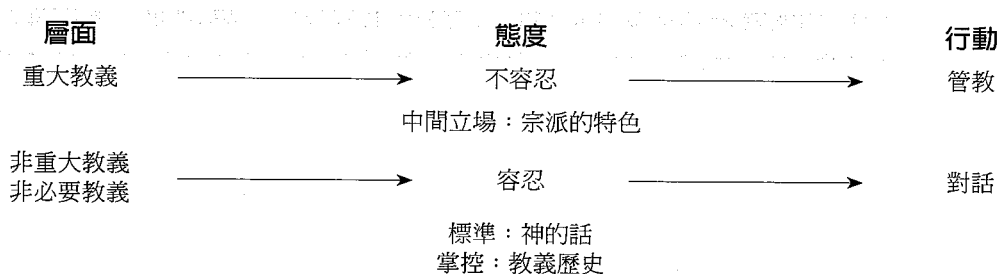 層面 態度 行動
重大教義 不容忍 管教
中間立場：宗派的特色
非重大教義
非必要教義 容忍 對話
標準：神的話
掌控：教義歷史